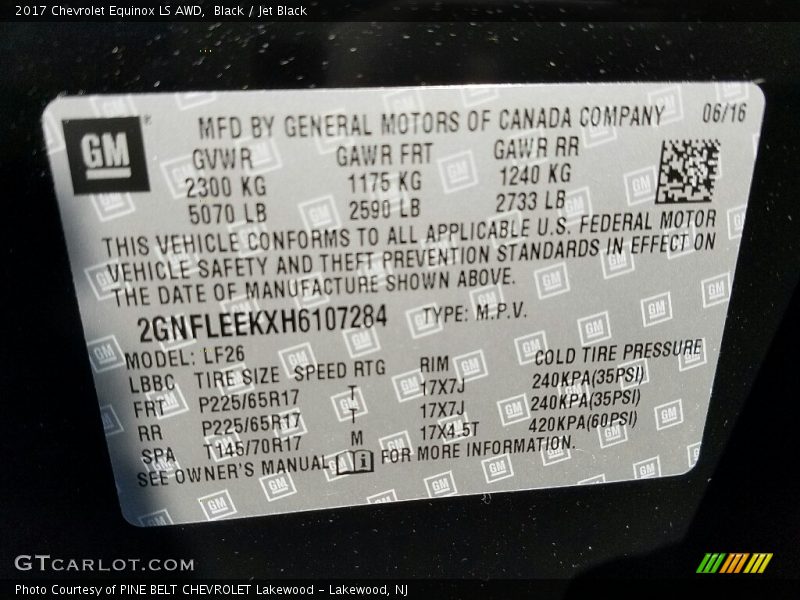 2017 Chevrolet Equinox LS AWD,  Black / Jet Black
GM
MFD BY GENERAL MOTORS OF CANADA COMPANY 06/16
GVWR GAWR FRT GAWR RR
2300 KG 1175 KG 1240 KG
5070 LB 2590 LB 2733 LB
THIS VEHICLE CONFORMS TO ALL APPLICABLE U.S. FEDERAL MOTOR
VEHICLE SAFETY AND THEFT PREVENTION STANDARDS IN EFFECT ON
THE DATE OF MANUFACTURE SHOWN ABOVE.
2GNFLEEKXH6107284 TYPE: M.P.V.
MODEL: LF26
LBBC TIRE SIZE SPEED RTG RIM COLD TIRE PRESSURE
FRT P225/65R17 T 17X7J 240KPA(35PSI)
RR P225/65R17 T 17X7J 240KPA(35PSI)
SPA T145/70R17 M 17X4.5T 420KPA(60PSI)
SEE OWNER'S MANUAL i FOR MORE INFORMATION.
GTCARLOT.COM
Photo Courtesy of PINE BELT CHEVROLET Lakewood - Lakewood, NJ